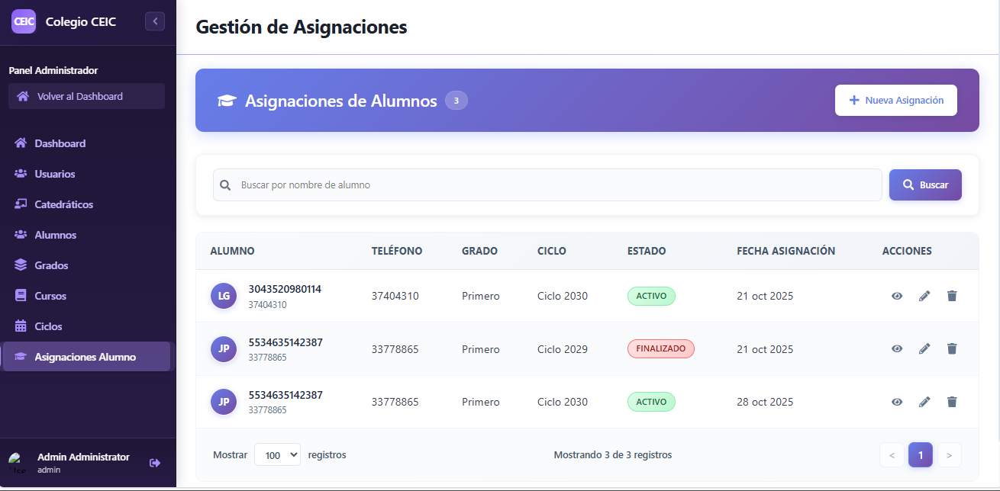 CEIC Colegio CEIC
Gestión de Asignaciones
Panel Administrador
Volver al Dashboard
Dashboard
Usuarios
Catedráticos
Alumnos
Grados
Cursos
Ciclos
Asignaciones Alumno
Admin Administrator
admin
Asignaciones de Alumnos 3
Nueva Asignación
Buscar por nombre de alumno
Buscar
ALUMNO TELÉFONO GRADO CICLO ESTADO FECHA ASIGNACIÓN ACCIONES
LG 3043520980114 37404310 Primero Ciclo 2030 ACTIVO 21 oct 2025
37404310
JP 5534635142387 33778865 Primero Ciclo 2029 FINALIZADO 21 oct 2025
33778865
JP 5534635142387 33778865 Primero Ciclo 2030 ACTIVO 28 oct 2025
33778865
Mostrar 100 registros Mostrando 3 de 3 registros < 1 >